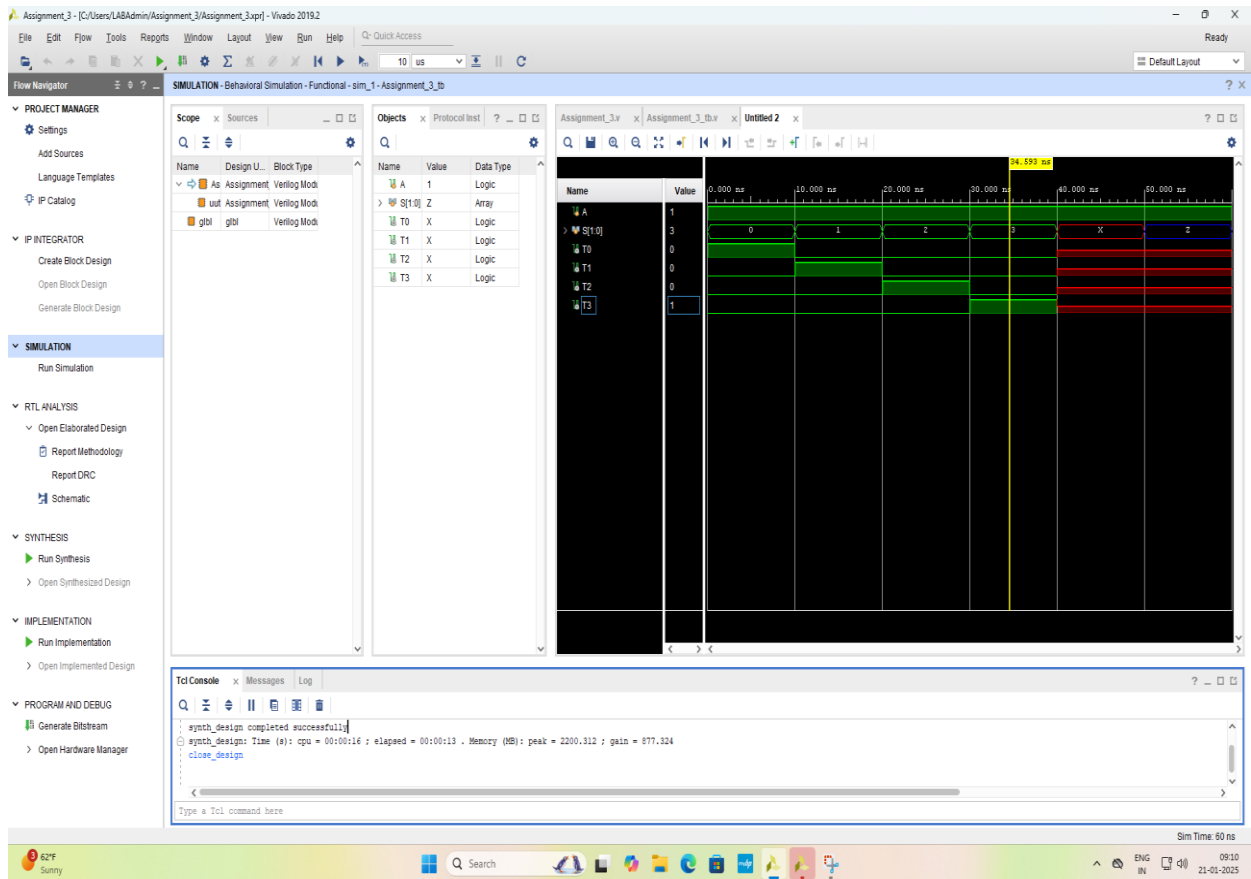 Assignment_3 - [C:/Users/LABAdmin/Assignment_3/Assignment_3.xpr] - Vivado 2019.2
File Edit Flow Tools Reports Window Layout View Run Help Quick Access Ready
10 us Default Layout
Flow Navigator SIMULATION - Behavioral Simulation - Functional - sim_1 - Assignment_3_tb
PROJECT MANAGER
Settings
Add Sources
Language Templates
IP Catalog
IP INTEGRATOR
Create Block Design
Open Block Design
Generate Block Design
SIMULATION
Run Simulation
RTL ANALYSIS
Open Elaborated Design
Report Methodology
Report DRC
Schematic
SYNTHESIS
Run Synthesis
Open Synthesized Design
IMPLEMENTATION
Run Implementation
Open Implemented Design
PROGRAM AND DEBUG
Generate Bitstream
Open Hardware Manager
Scope Sources
Name Design U... Block Type
As Assignment Verilog Modu
uut Assignment Verilog Modu
glbl glbl Verilog Modu
Objects Protocol Inst
Name Value Data Type
A 1 Logic
S[1:0] Z Array
T0 X Logic
T1 X Logic
T2 X Logic
T3 X Logic
Assignment_3.v Assignment_3_tb.v Untitled 2
34.593 ns
Name Value 0.000 ns 10.000 ns 20.000 ns 30.000 ns 40.000 ns 50.000 ns
A 1
S[1:0] 3 0 1 2 3 X Z
T0 0
T1 0
T2 0
T3 1
Tcl Console Messages Log
synth_design completed successfully
synth_design: Time (s): cpu = 00:00:16 ; elapsed = 00:00:13 . Memory (MB): peak = 2200.312 ; gain = 877.324
close_design
Type a Tcl command here
Sim Time: 60 ns
3
62°F
Sunny
Search
ENG
IN
09:10
21-01-2025